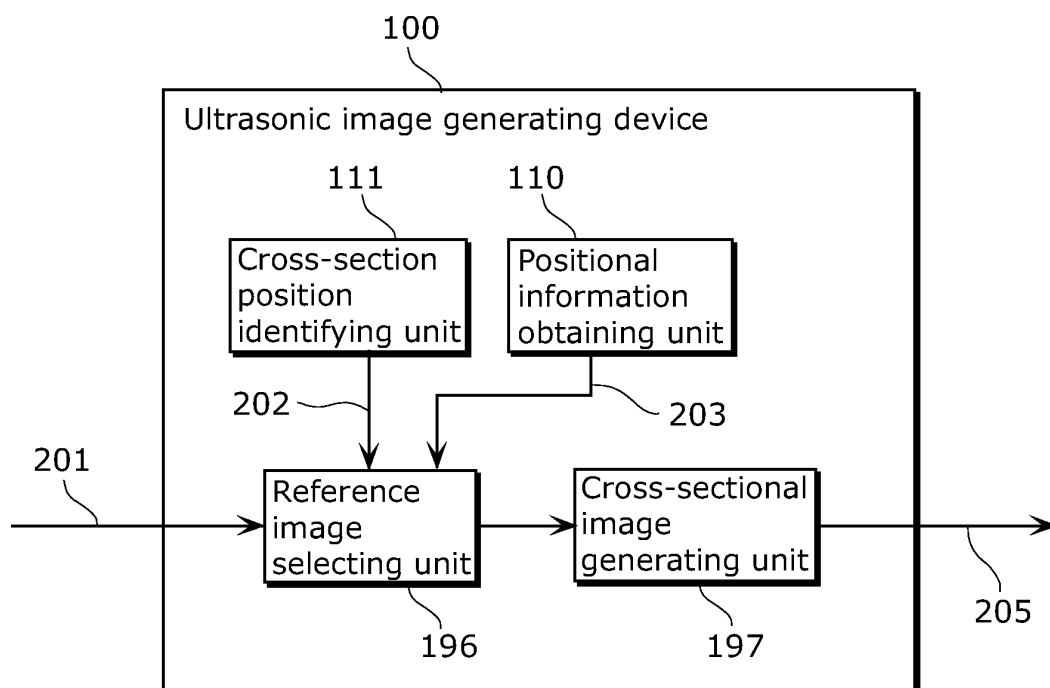 100
Ultrasonic image generating device
111
110
Cross-section
position
identifying unit
Positional
information
obtaining unit
202
203
201
Reference
image
selecting unit
Cross-sectional
image
generating unit
196
197
205